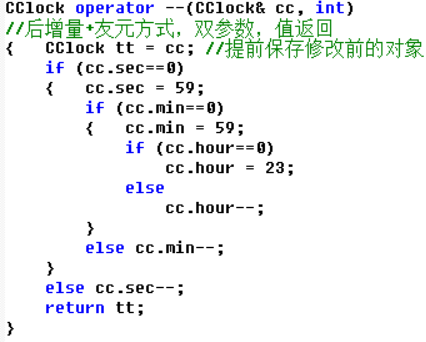 CClock operator --(CClock& cc, int)
//后增量+友元方式，双参数，值返回
{   CClock tt = cc; //提前保存修改前的对象
    if (cc.sec==0)
    {   cc.sec = 59;
        if (cc.min==0)
        {   cc.min = 59;
            if (cc.hour==0)
                cc.hour = 23;
            else
                cc.hour--;
        }
        else cc.min--;
    }
    else cc.sec--;
    return tt;
}